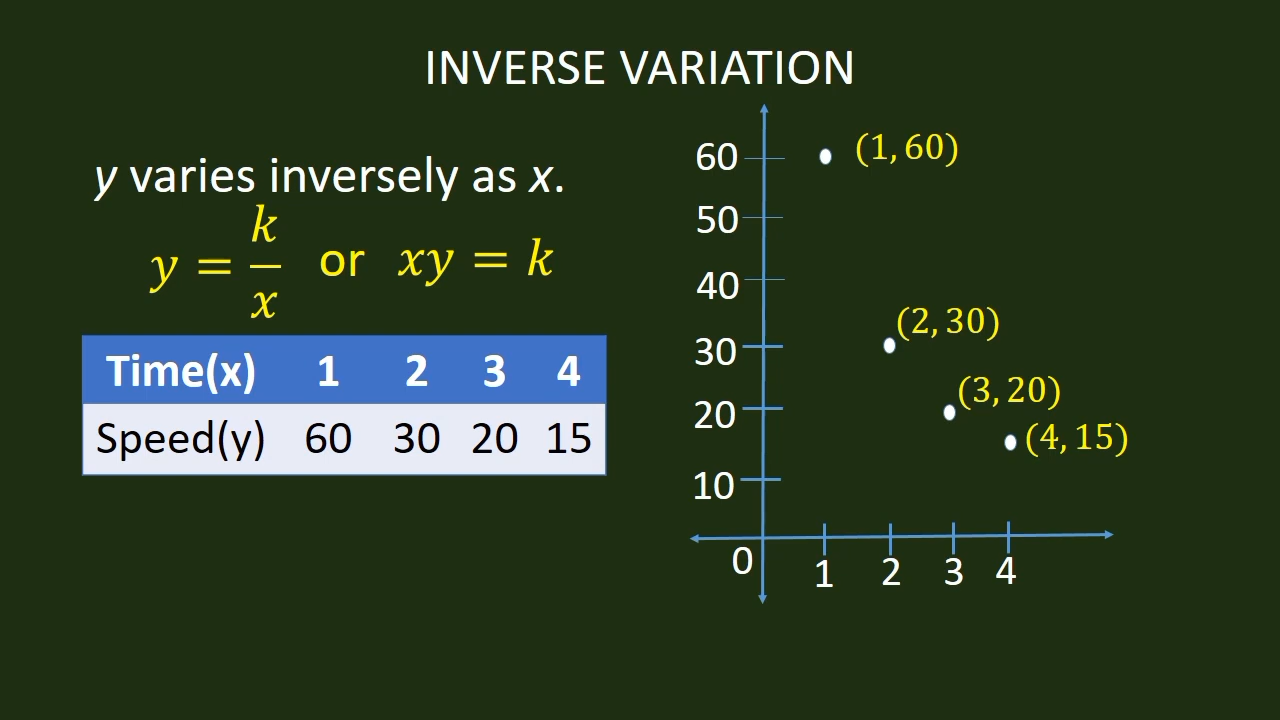 INVERSE VARIATION
y varies inversely as x.
y = k/x or xy = k
Time(x) 1 2 3 4
Speed(y) 60 30 20 15
60 (1, 60)
50
40
30 (2, 30)
20 (3, 20)
(4, 15)
10
0 1 2 3 4